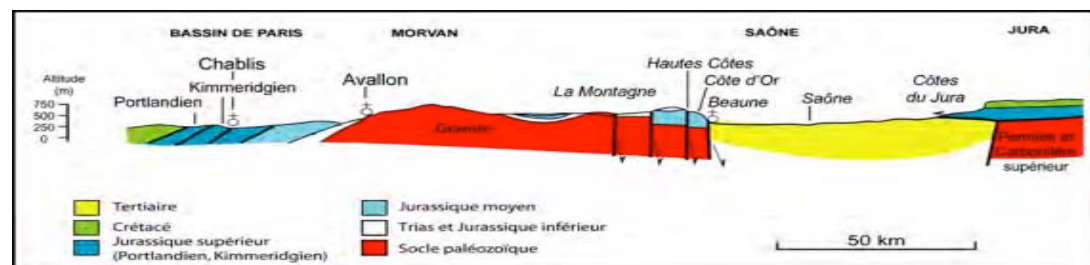 BASSIN DE PARIS MORVAN SAÔNE JURA
Chablis
Hautes Côtes
Altitude
(m)
Kimmeridgien
Avallon
Côte d'Or
Côtes
du Jura
Portlandien
La Montagne
Beaune
Saône
750
500
250
0
Granite
Permien et
Carbonifère
supérieur
Tertiaire
Crétacé
Jurassique supérieur
(Portlandien, Kimmeridgien)
Jurassique moyen
Trias et Jurassique inférieur
Socle paléozoïque
50 km